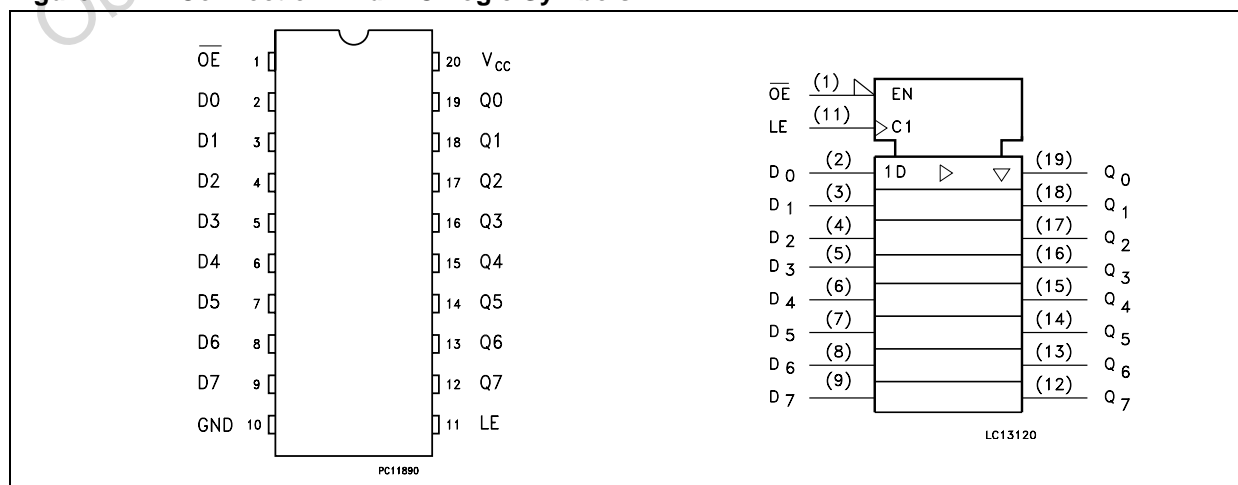 OE 1 20 VCC
D0 2 19 Q0
D1 3 18 Q1
D2 4 17 Q2
D3 5 16 Q3
D4 6 15 Q4
D5 7 14 Q5
D6 8 13 Q6
D7 9 12 Q7
GND 10 11 LE
PC11890
OE (1) EN
LE (11) C1
D0 (2) 1D (19) Q0
D1 (3) (18) Q1
D2 (4) (17) Q2
D3 (5) (16) Q3
D4 (6) (15) Q4
D5 (7) (14) Q5
D6 (8) (13) Q6
D7 (9) (12) Q7
LC13120